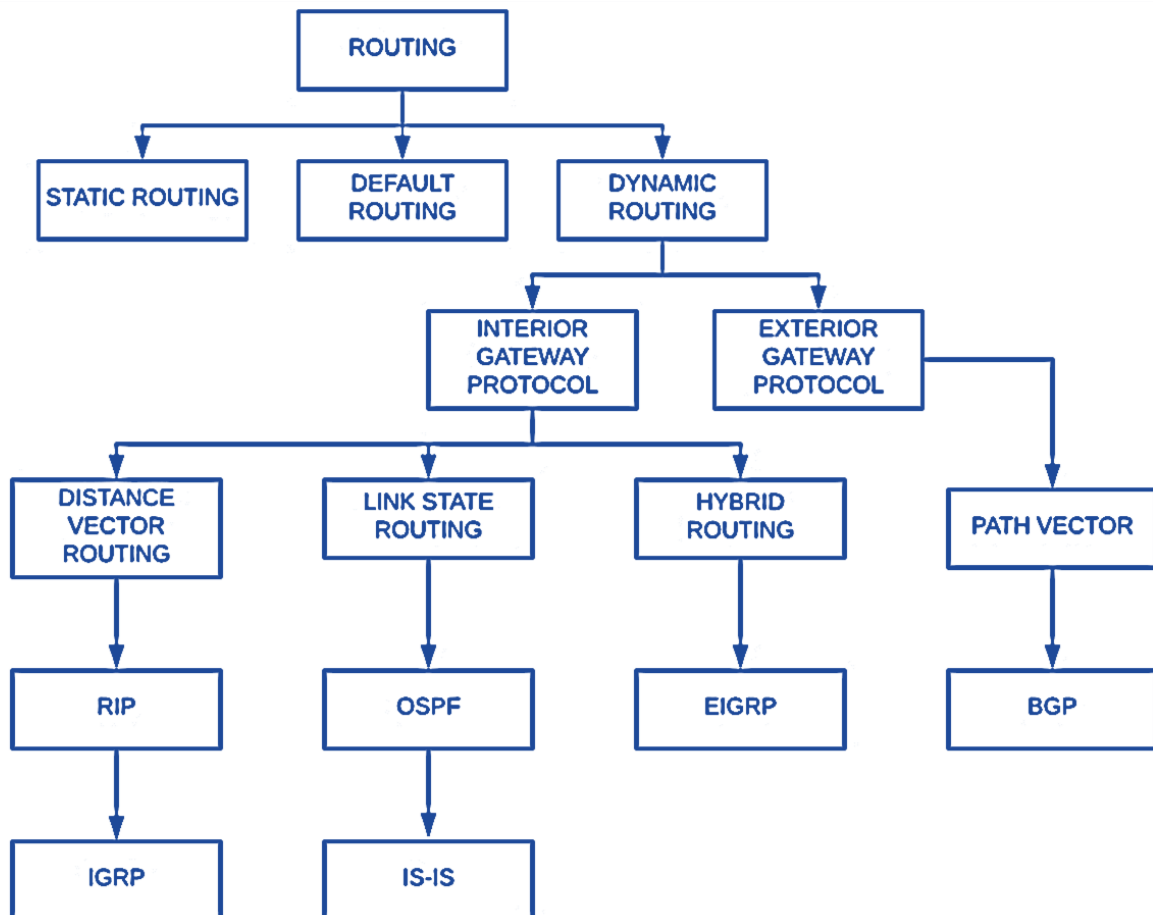 ROUTING
STATIC ROUTING
DEFAULT
ROUTING
DYNAMIC
ROUTING
INTERIOR
GATEWAY
PROTOCOL
EXTERIOR
GATEWAY
PROTOCOL
DISTANCE
VECTOR
ROUTING
LINK STATE
ROUTING
HYBRID
ROUTING
PATH VECTOR
RIP
OSPF
EIGRP
BGP
IGRP
IS-IS